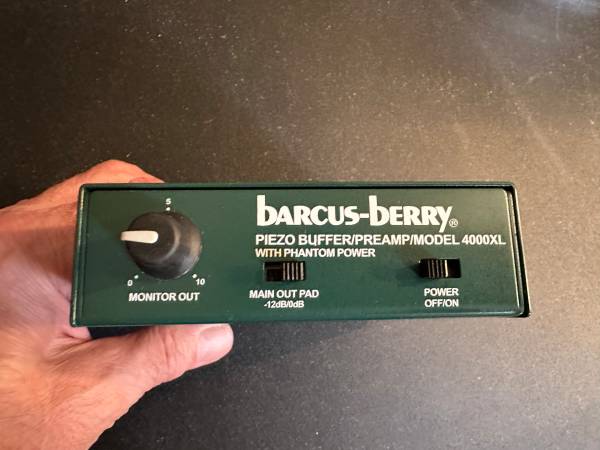 barcus-berry®
PIEZO BUFFER/PREAMP/MODEL 4000XL
WITH PHANTOM POWER
5
0 10
MONITOR OUT
MAIN OUT PAD
-12dB/0dB
POWER
OFF/ON